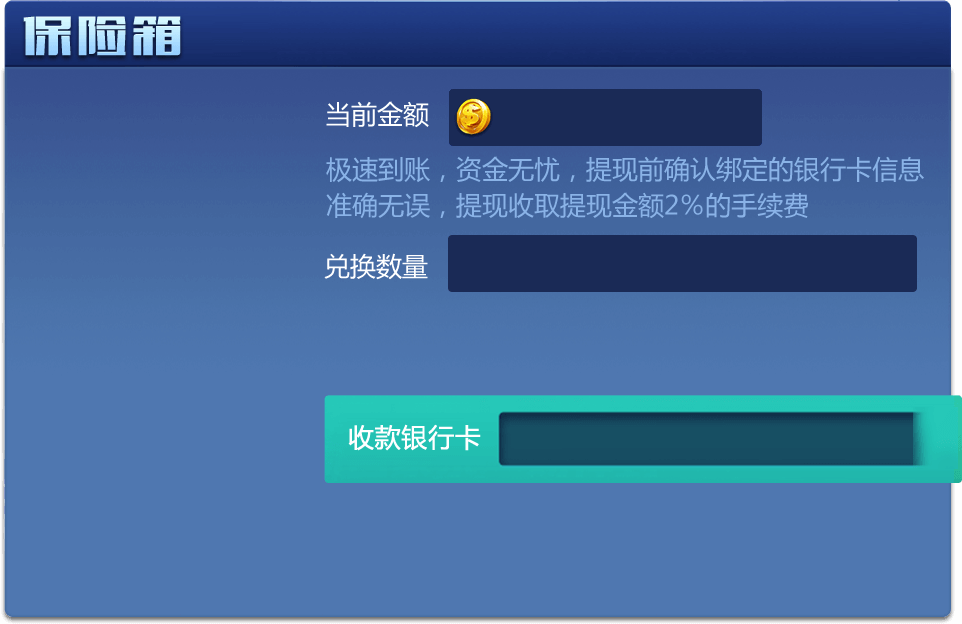 保险箱
当前金额
极速到账，资金无忧，提现前确认绑定的银行卡信息
准确无误，提现收取提现金额2%的手续费
兑换数量
收款银行卡